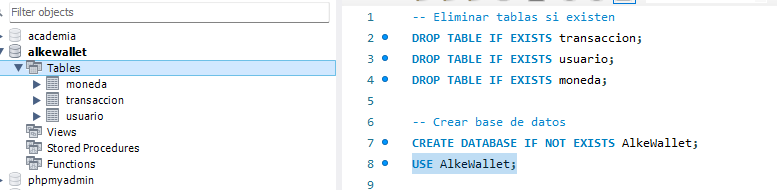 Filter objects
academia
alkewallet
Tables
moneda
transaccion
usuario
Views
Stored Procedures
Functions
phpmyadmin
1 -- Eliminar tablas si existen
2 DROP TABLE IF EXISTS transaccion;
3 DROP TABLE IF EXISTS usuario;
4 DROP TABLE IF EXISTS moneda;
5
6 -- Crear base de datos
7 CREATE DATABASE IF NOT EXISTS AlkeWallet;
8 USE AlkeWallet;
9